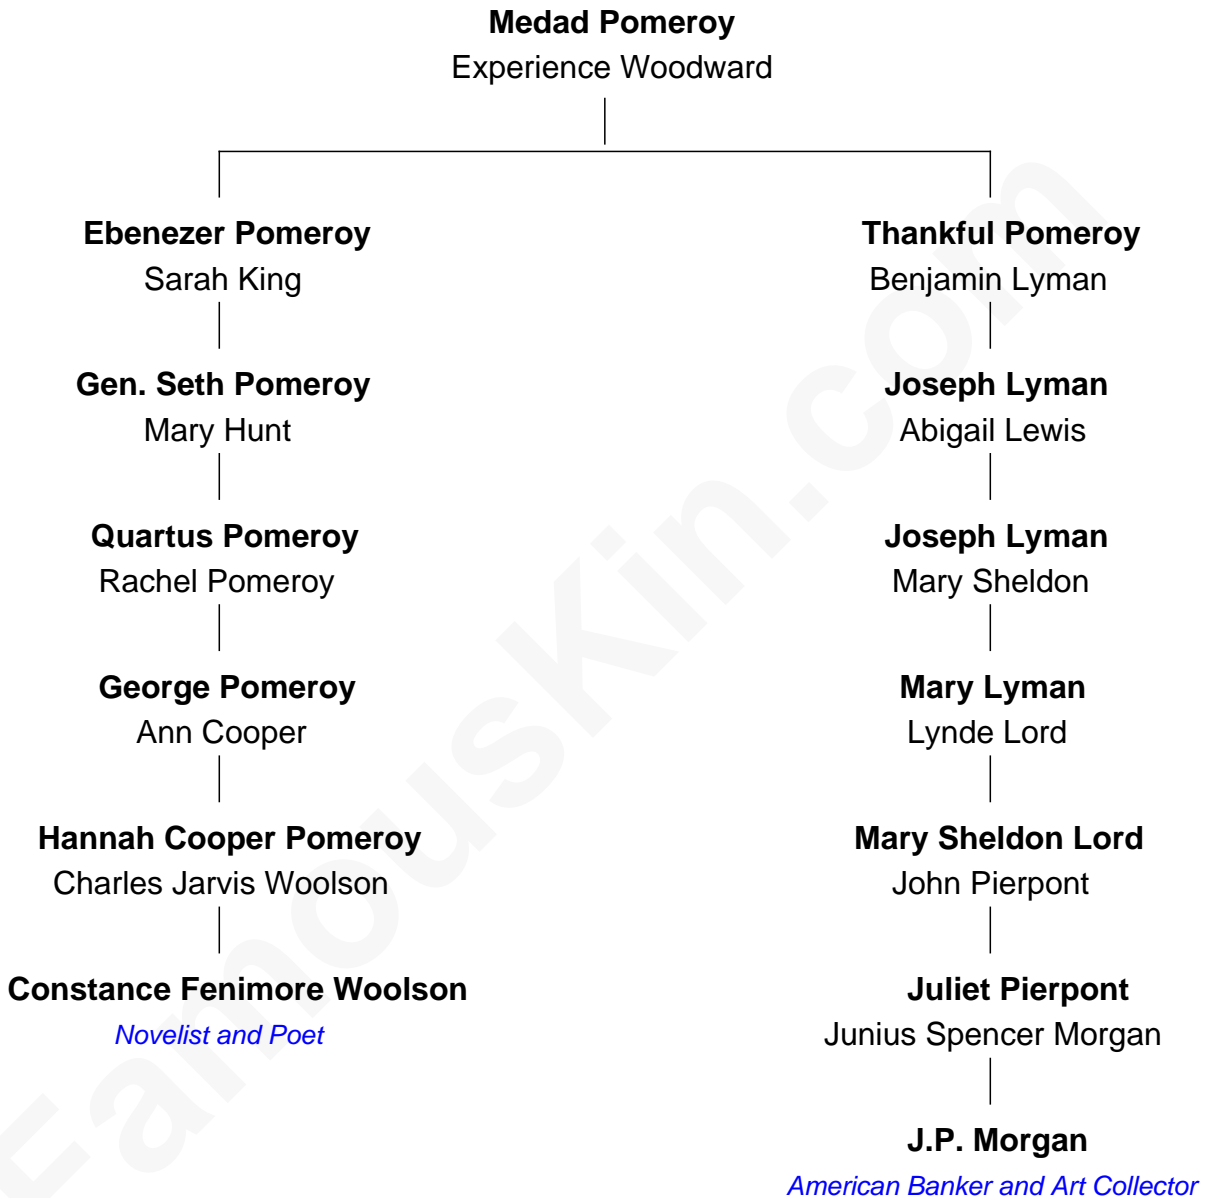 Medad Pomeroy
Experience Woodward
Ebenezer Pomeroy
Sarah King
Gen. Seth Pomeroy
Mary Hunt
Quartus Pomeroy
Rachel Pomeroy
George Pomeroy
Ann Cooper
Hannah Cooper Pomeroy
Charles Jarvis Woolson
Constance Fenimore Woolson
Novelist and Poet
Thankful Pomeroy
Benjamin Lyman
Joseph Lyman
Abigail Lewis
Joseph Lyman
Mary Sheldon
Mary Lyman
Lynde Lord
Mary Sheldon Lord
John Pierpont
Juliet Pierpont
Junius Spencer Morgan
J.P. Morgan
American Banker and Art Collector
FamousKin.com